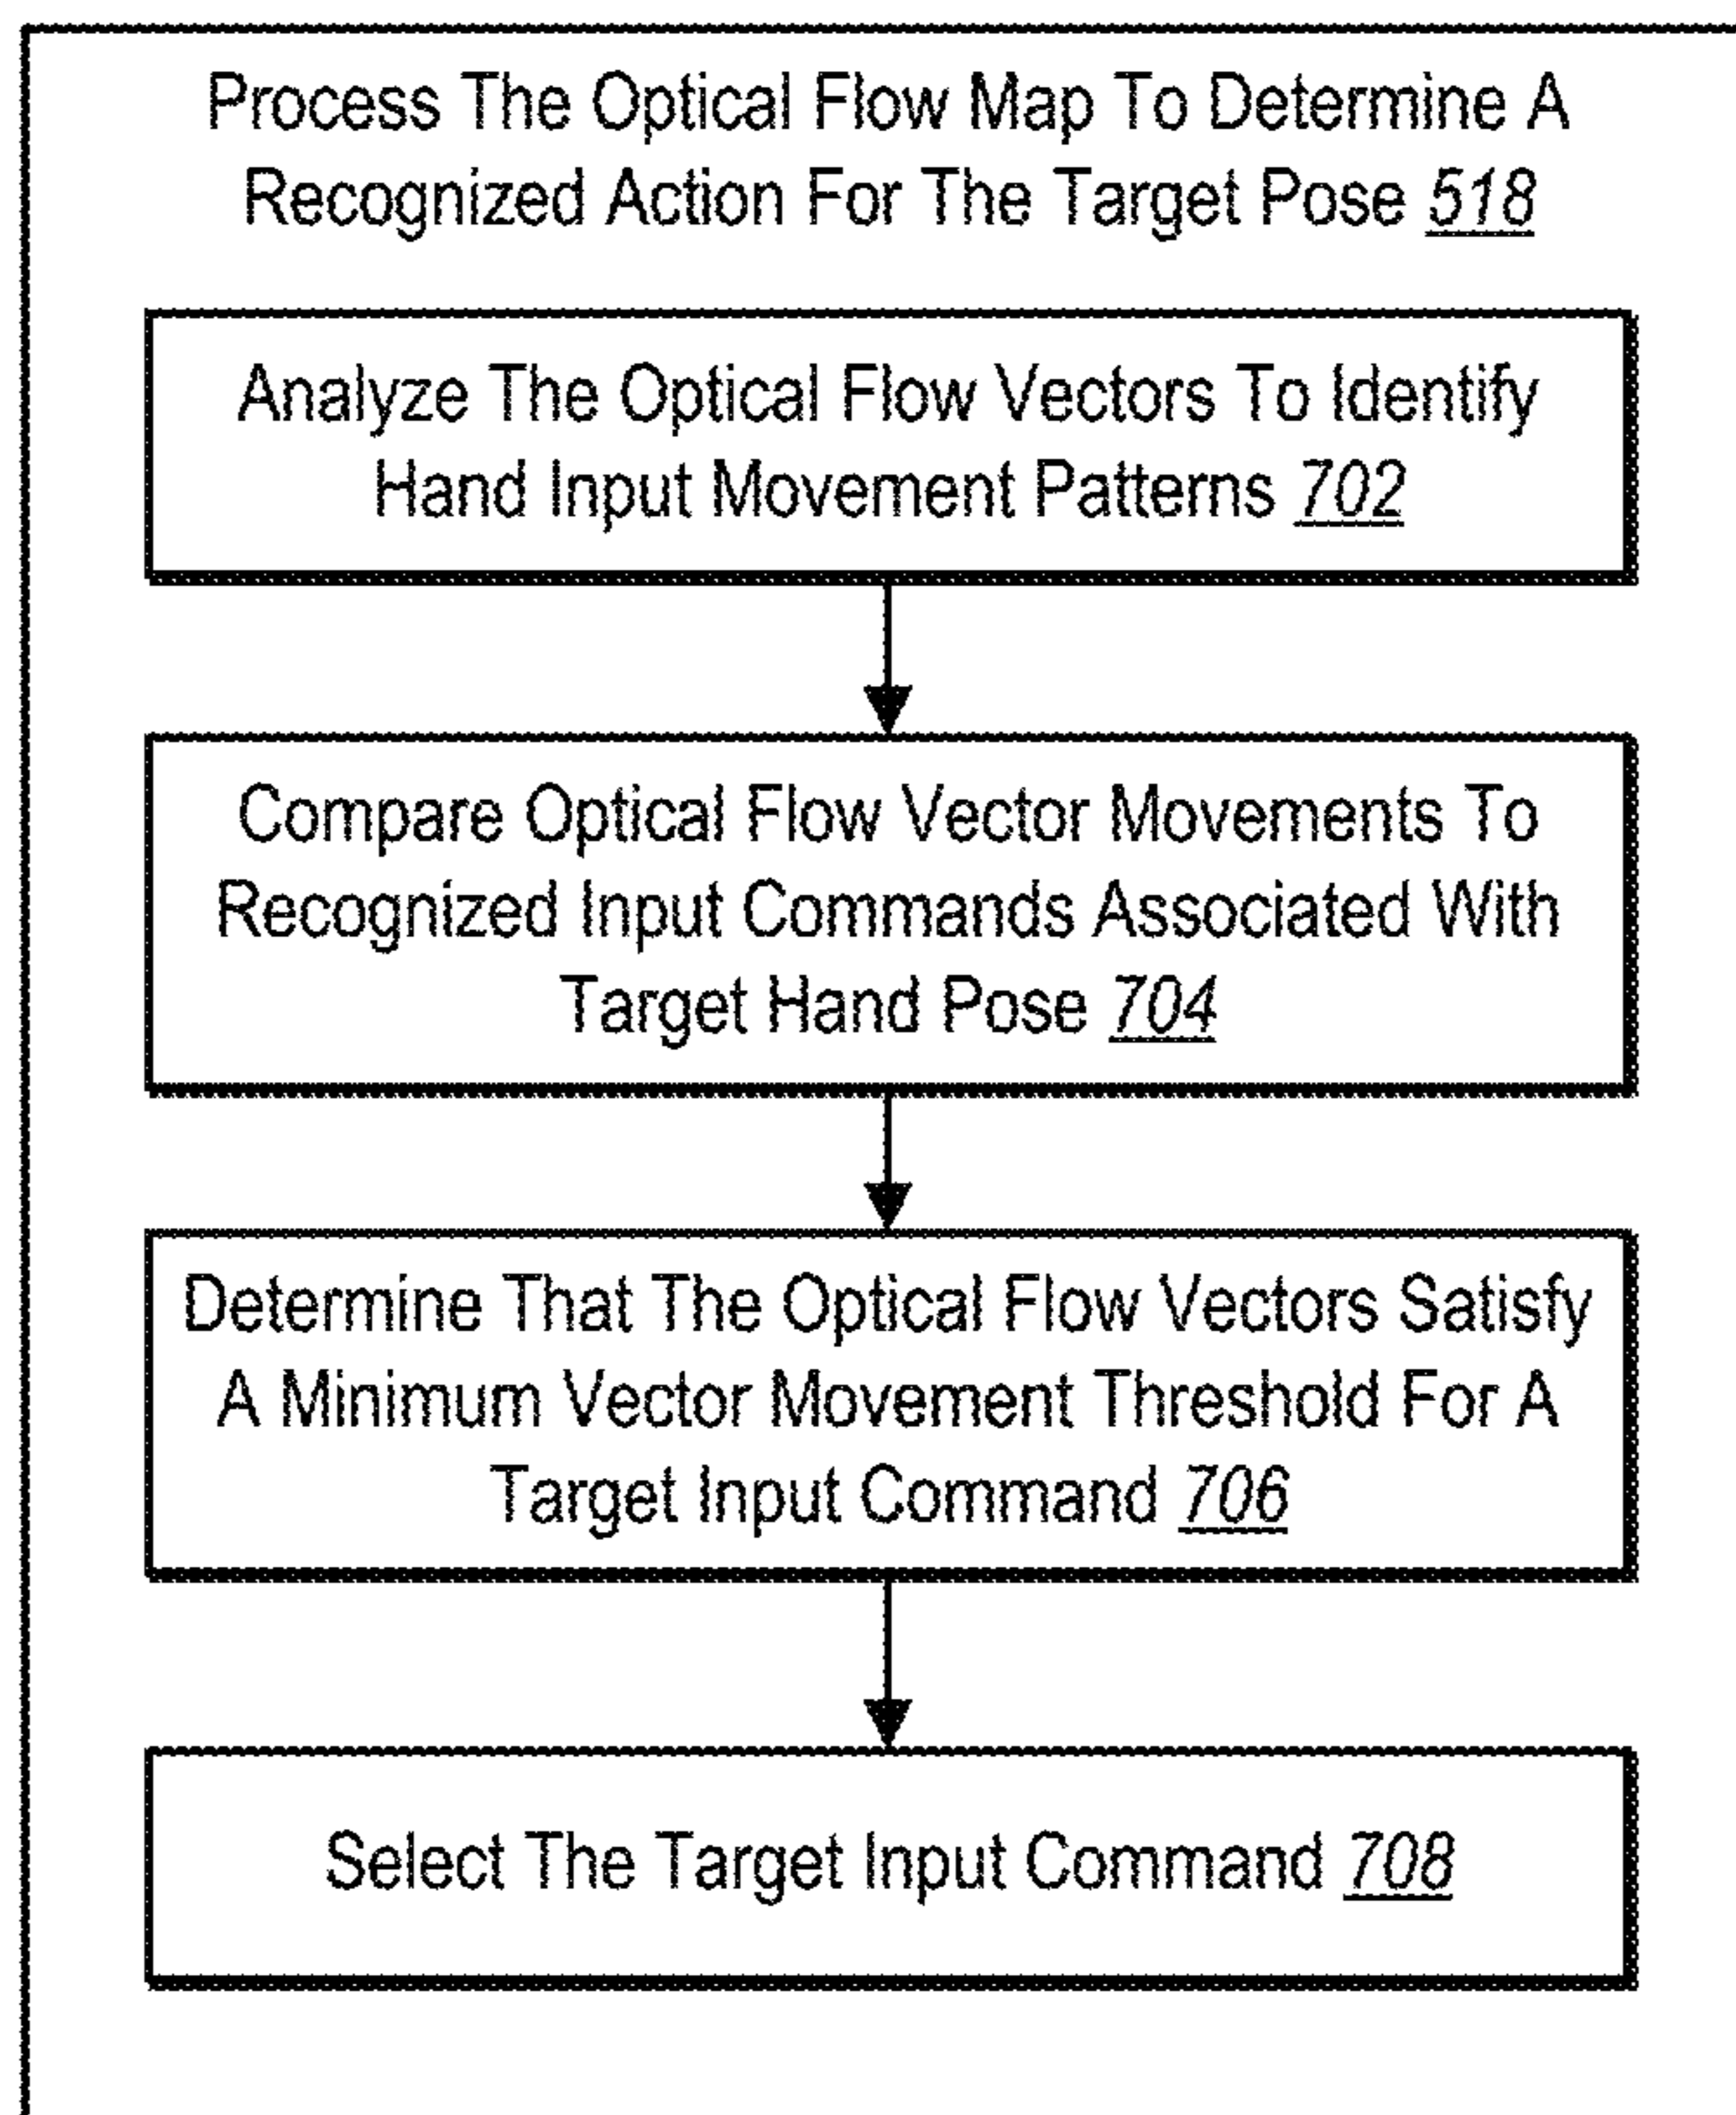 Process The Optical Flow Map To Determine A
Recognized Action For The Target Pose 518
Analyze The Optical Flow Vectors To Identify
Hand Input Movement Patterns 702
Compare Optical Flow Vector Movements To
Recognized Input Commands Associated With
Target Hand Pose 704
Determine That The Optical Flow Vectors Satisfy
A Minimum Vector Movement Threshold For A
Target Input Command 706
Select The Target Input Command 708